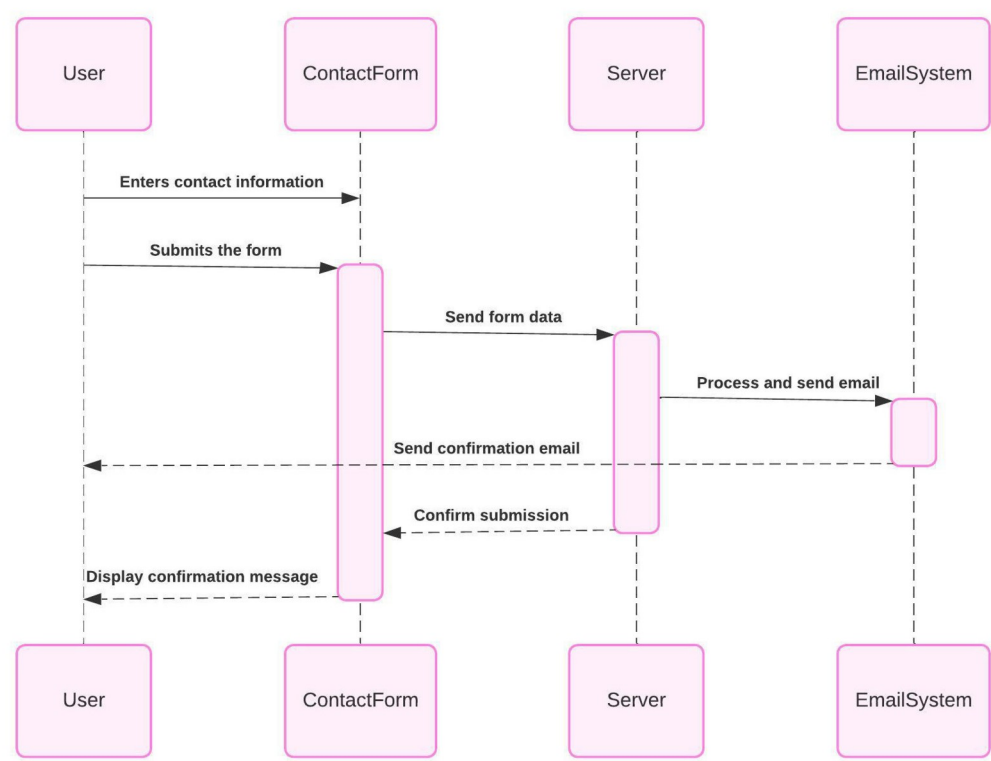 User
ContactForm
Server
EmailSystem
Enters contact information
Submits the form
Send form data
Process and send email
Send confirmation email
Confirm submission
Display confirmation message
User
ContactForm
Server
EmailSystem